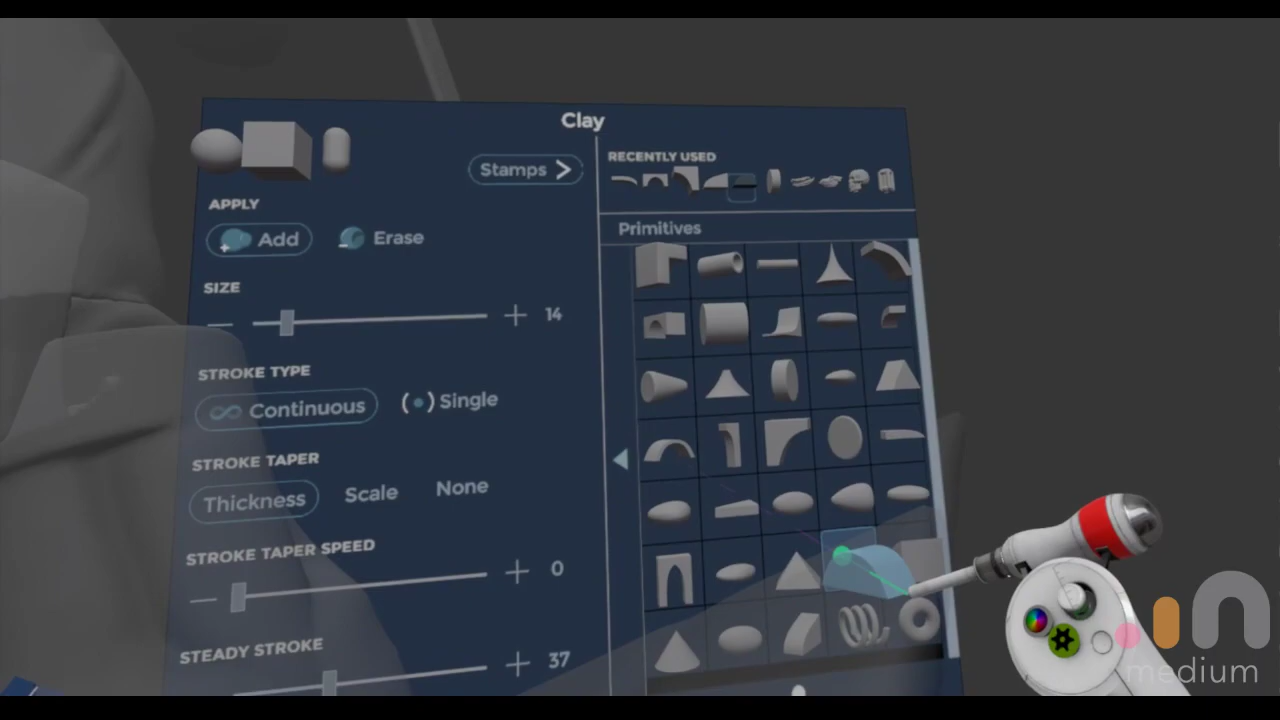 Clay
Stamps
RECENTLY USED
APPLY
Primitives
Add
Erase
SIZE
14
STROKE TYPE
Continuous
Single
STROKE TAPER
Thickness
Scale
None
STROKE TAPER SPEED
0
STEADY STROKE
37
in
medium